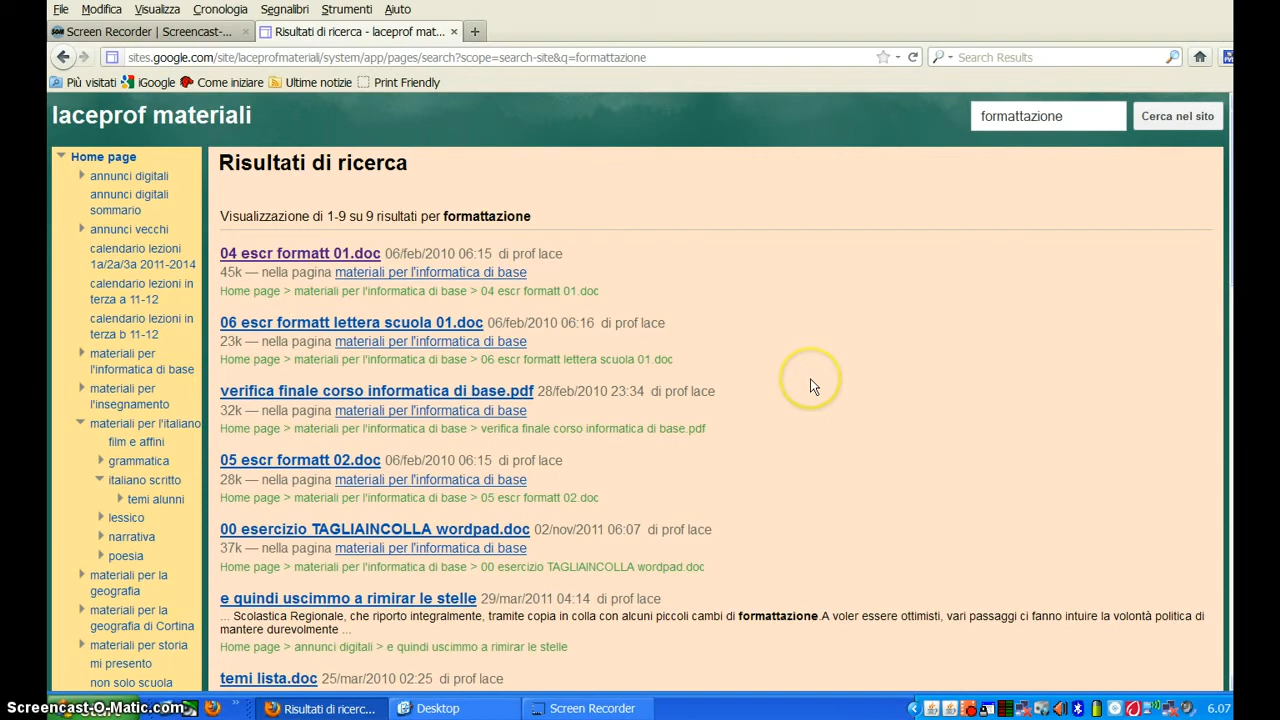 File Modifica Visualizza Cronologia Segnalibri Strumenti Aiuto
Screen Recorder | Screencast-... Risultati di ricerca - laceprof mat...
sites.google.com/site/laceprofmateriali/system/app/pages/search?scope=search-site&q=formattazione Search Results
Più visitati iGoogle Come iniziare Ultime notizie Print Friendly
laceprof materiali
formattazione Cerca nel sito
Home page
annunci digitali
annunci digitali
sommario
annunci vecchi
calendario lezioni
1a/2a/3a 2011-2014
calendario lezioni in
terza a 11-12
calendario lezioni in
terza b 11-12
materiali per
l'informatica di base
materiali per
l'insegnamento
materiali per l'italiano
film e affini
grammatica
italiano scritto
temi alunni
lessico
narrativa
poesia
materiali per la
geografia
materiali per la
geografia di Cortina
materiali per storia
mi presento
non solo scuola
Risultati di ricerca
Visualizzazione di 1-9 su 9 risultati per formattazione
04 escr formatt 01.doc 06/feb/2010 06:15 di prof lace
45k — nella pagina materiali per l'informatica di base
Home page > materiali per l'informatica di base > 04 escr formatt 01.doc
06 escr formatt lettera scuola 01.doc 06/feb/2010 06:16 di prof lace
23k — nella pagina materiali per l'informatica di base
Home page > materiali per l'informatica di base > 06 escr formatt lettera scuola 01.doc
verifica finale corso informatica di base.pdf 28/feb/2010 23:34 di prof lace
32k — nella pagina materiali per l'informatica di base
Home page > materiali per l'informatica di base > verifica finale corso informatica di base.pdf
05 escr formatt 02.doc 06/feb/2010 06:15 di prof lace
28k — nella pagina materiali per l'informatica di base
Home page > materiali per l'informatica di base > 05 escr formatt 02.doc
00 esercizio TAGLIAINCOLLA wordpad.doc 02/nov/2011 06:07 di prof lace
37k — nella pagina materiali per l'informatica di base
Home page > materiali per l'informatica di base > 00 esercizio TAGLIAINCOLLA wordpad.doc
e quindi uscimmo a rimirar le stelle 29/mar/2011 04:14 di prof lace
... Scolastica Regionale, che riporto integralmente, tramite copia in colla con alcuni piccoli cambi di formattazione.A voler essere ottimisti, vari passaggi ci fanno intuire la volontà politica di
mantere durevolmente ...
Home page > annunci digitali > e quindi uscimmo a rimirar le stelle
temi lista.doc 25/mar/2010 02:25 di prof lace
Screencast-O-Matic.com Risultati di ricerc... Desktop Screen Recorder 6.07